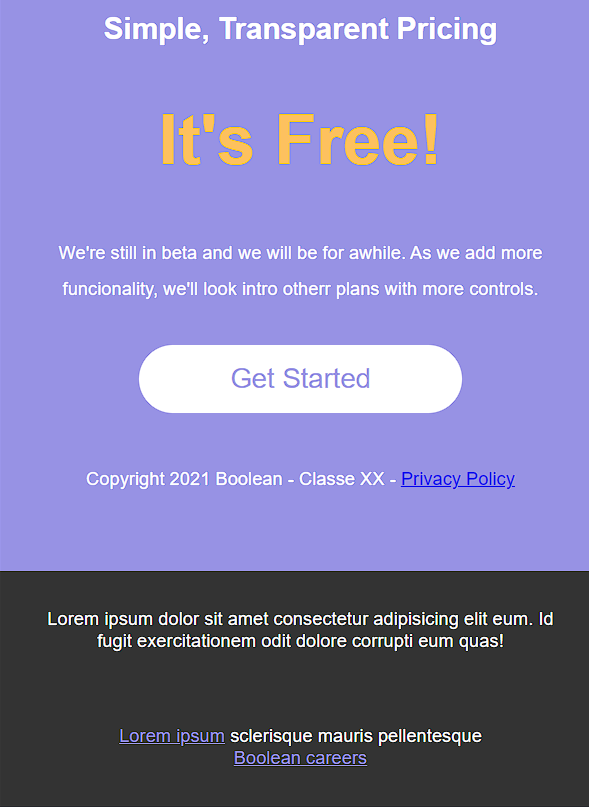 Simple, Transparent Pricing
It's Free!
We're still in beta and we will be for awhile. As we add more
funcionality, we'll look intro otherr plans with more controls.
Get Started
Copyright 2021 Boolean - Classe XX - Privacy Policy
Lorem ipsum dolor sit amet consectetur adipisicing elit eum. Id
fugit exercitationem odit dolore corrupti eum quas!
Lorem ipsum sclerisque mauris pellentesque
Boolean careers